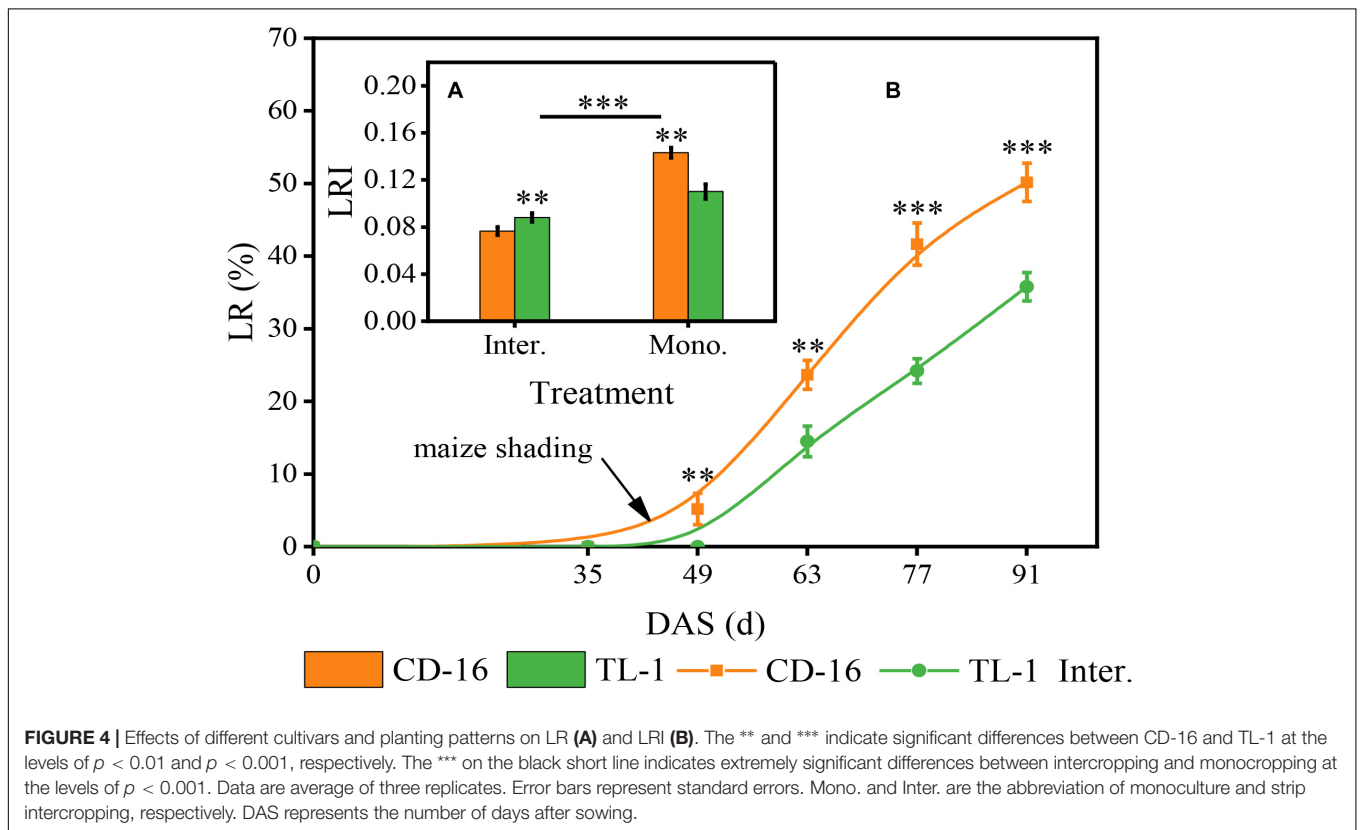 70
60
50
40
30
20
10
0
LR (%)
0.20
0.16
0.12
0.08
0.04
0.00
LRI
A
B
***
**
**
Inter.
Mono.
Treatment
maize shading
**
**
***
***
0
35
49
63
77
91
DAS (d)
CD-16 TL-1 CD-16 TL-1 Inter.
FIGURE 4 | Effects of different cultivars and planting patterns on LR (A) and LRI (B). The ** and *** indicate significant differences between CD-16 and TL-1 at the
levels of p < 0.01 and p < 0.001, respectively. The *** on the black short line indicates extremely significant differences between intercropping and monocropping at
the levels of p < 0.001. Data are average of three replicates. Error bars represent standard errors. Mono. and Inter. are the abbreviation of monoculture and strip
intercropping, respectively. DAS represents the number of days after sowing.